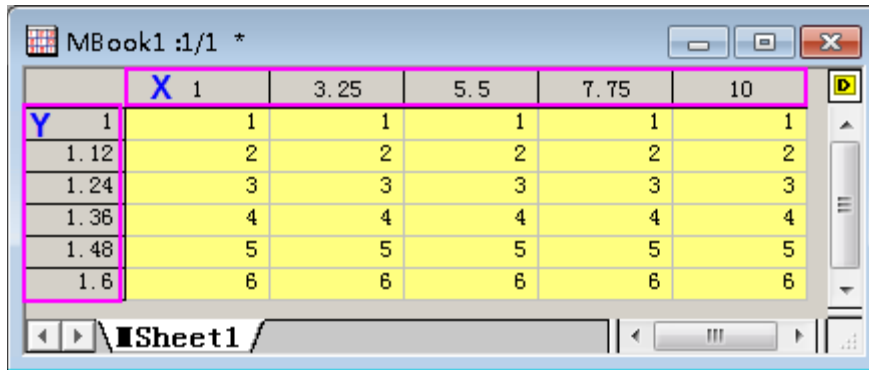 MBook1 :1/1 *
X 1 3.25 5.5 7.75 10 D
Y 1 1 1 1 1 1
1.12 2 2 2 2 2
1.24 3 3 3 3 3
1.36 4 4 4 4 4
1.48 5 5 5 5 5
1.6 6 6 6 6 6
MSheet1